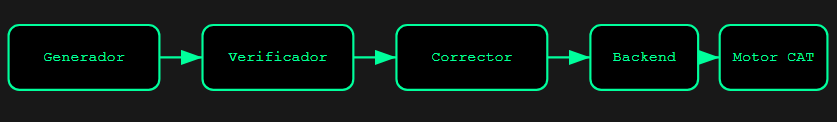 Generador
Verificador
Corrector
Backend
Motor CAT